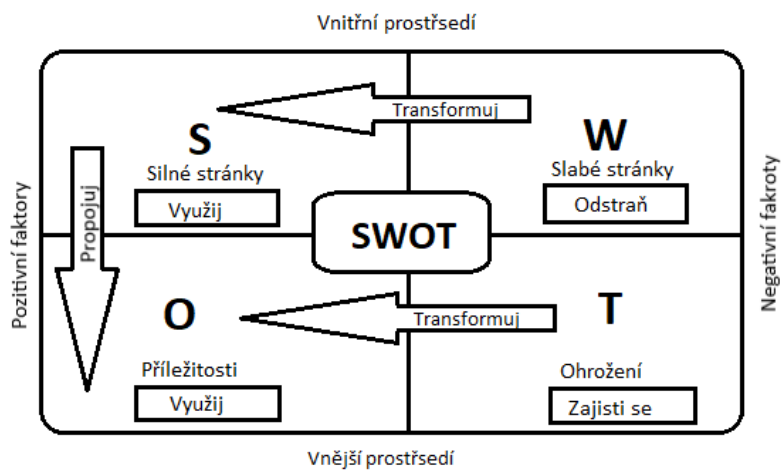 Vnitřní prostřsedí
Transformuj
S
W
Silné stránky
Slabé stránky
Využij
Odstraň
Pozitivní faktory
Propojuj
SWOT
Negativní fakroty
O
Transformuj
T
Příležitosti
Ohrožení
Využij
Zajisti se
Vnější prostřsedí